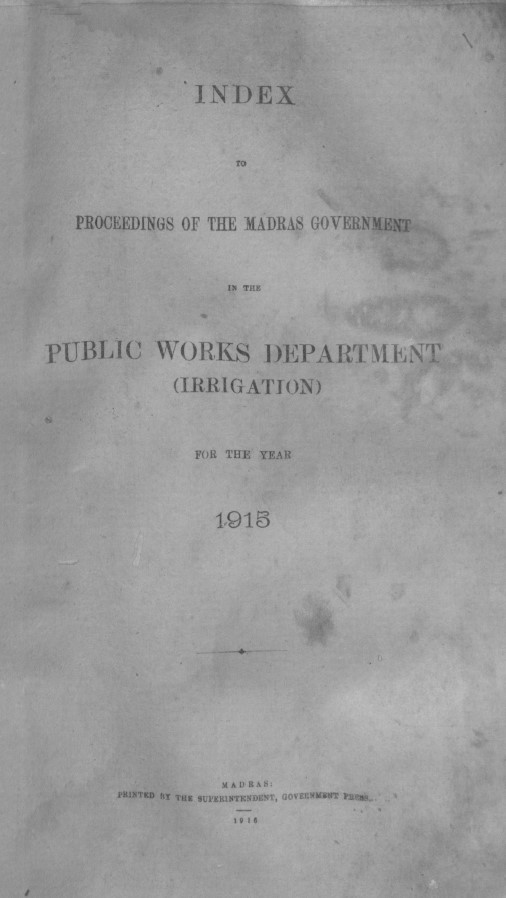 INDEX
TO
PROCEEDINGS OF THE MADRAS GOVERNMENT
IN THE
PUBLIC WORKS DEPARTMENT
(IRRIGATION)
FOR THE YEAR
1915
MADRAS:
PRINTED BY THE SUPERINTENDENT, GOVERNMENT PRESS.
1916